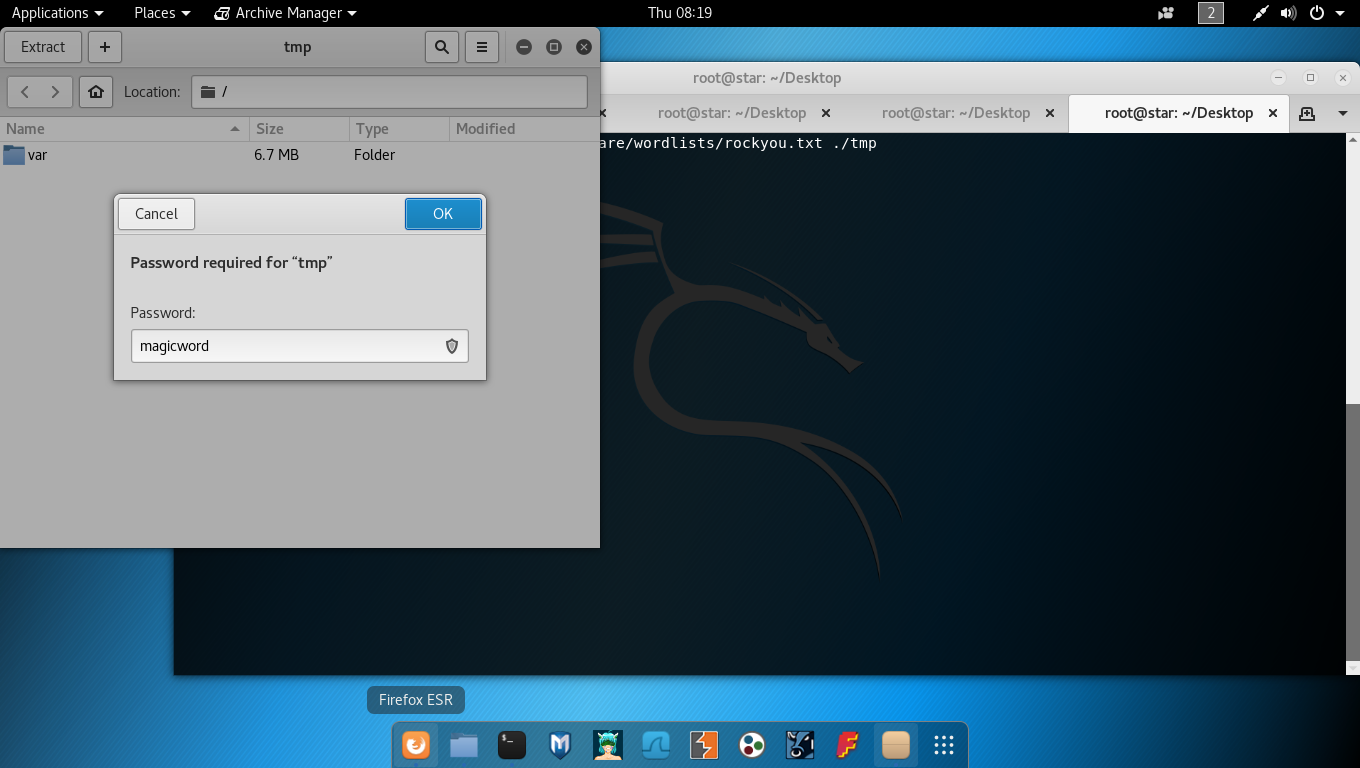 Applications Places Archive Manager Thu 08:19 2
Extract + tmp
Location: /
Name Size Type Modified
var 6.7 MB Folder
Cancel OK
Password required for “tmp”
Password:
magicword
root@star: ~/Desktop
root@star: ~/Desktop root@star: ~/Desktop root@star: ~/Desktop
are/wordlists/rockyou.txt ./tmp
Firefox ESR